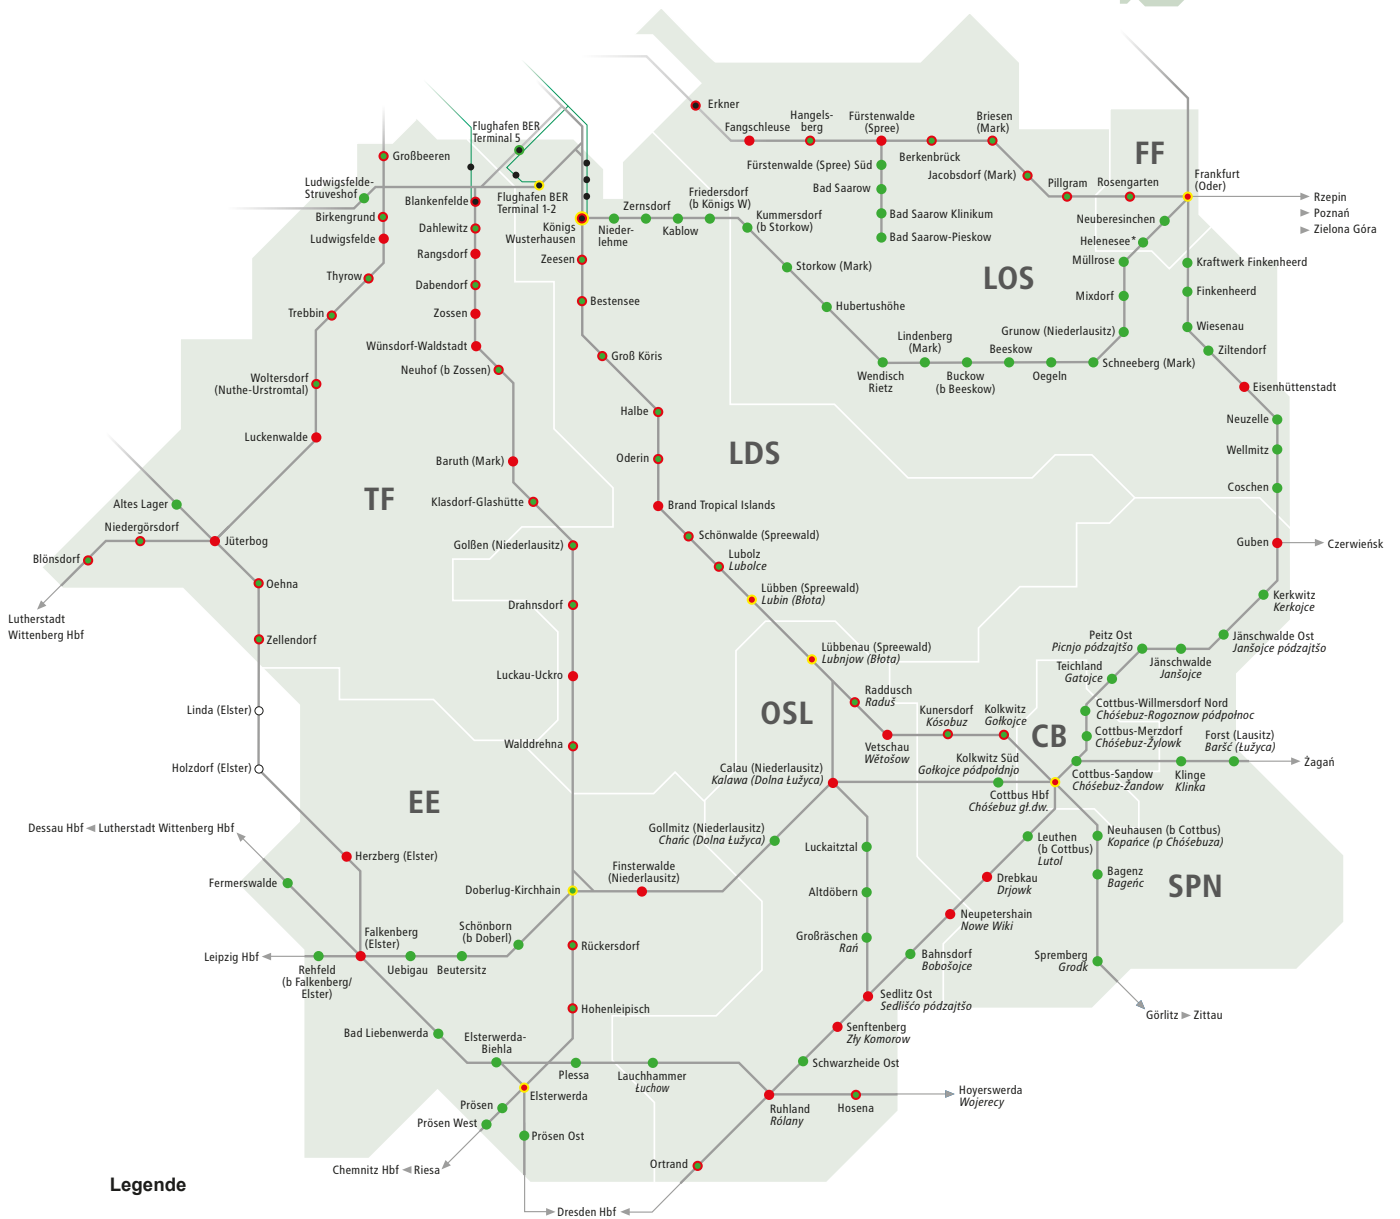 Erkner
Fangschleuse
Hangels-
berg
Fürstenwalde
(Spree)
Berkenbrück
Briesen
(Mark)
Jacobsdorf (Mark)
Pillgram
Rosengarten
FF
Frankfurt
(Oder)
Rzepin
Poznań
Zielona Góra
Fürstenwalde (Spree) Süd
Bad Saarow
Bad Saarow Klinikum
Bad Saarow-Pieskow
Neuberesinchen
Helenesee*
Müllrose
Mixdorf
Grunow (Niederlausitz)
Schneeberg (Mark)
Oegeln
Beeskow
Buckow
(b Beeskow)
Lindenberg
(Mark)
Wendisch
Rietz
Hubertushöhe
Storkow (Mark)
Kummersdorf
(b Storkow)
Friedersdorf
(b Königs W)
Kablow
Zernsdorf
Nieder-
lehme
LOS
Kraftwerk Finkenheerd
Finkenheerd
Wiesenau
Ziltendorf
Eisenhüttenstadt
Neuzelle
Wellmitz
Coschen
Guben
Czerwieńsk
Kerkwitz
Kerkojce
Jänschwalde Ost
Janšojce pódzajtšo
Jänschwalde
Janšojce
Peitz Ost
Picnjo pódzajtšo
Teichland
Gatojce
Cottbus-Willmersdorf Nord
Chóśebuz-Rogoznow pódpołnoc
Cottbus-Merzdorf
Chóśebuz-Žylowk
Cottbus-Sandow
Chóśebuz-Žandow
Klinge
Klinka
Forst (Lausitz)
Baršć (Łužyca)
Żagań
CB
Flughafen BER
Terminal 5
Flughafen BER
Terminal 1-2
Königs
Wusterhausen
Zeesen
Bestensee
Groß Köris
Halbe
Oderin
Brand Tropical Islands
Schönwalde (Spreewald)
Lubolz
Lubolce
Lübben (Spreewald)
Lubin (Błota)
Lübbenau (Spreewald)
Lubnjow (Błota)
Raddusch
Raduš
Vetschau
Wětošow
Kunersdorf
Kósobuz
Kolkwitz
Gołkojce
Kolkwitz Süd
Gołkojce pódpołdnjo
Cottbus Hbf
Chóśebuz gł.dw.
LDS
OSL
Großbeeren
Ludwigsfelde-
Struveshof
Birkengrund
Ludwigsfelde
Thyrow
Trebbin
Woltersdorf
(Nuthe-Urstromtal)
Luckenwalde
Altes Lager
Niedergörsdorf
Blönsdorf
Jüterbog
Lutherstadt
Wittenberg Hbf
Oehna
Zellendorf
Linda (Elster)
Holzdorf (Elster)
Herzberg (Elster)
TF
Blankenfelde
Dahlewitz
Rangsdorf
Dabendorf
Zossen
Wünsdorf-Waldstadt
Neuhof (b Zossen)
Baruth (Mark)
Klasdorf-Glashütte
Golßen (Niederlausitz)
Drahnsdorf
Luckau-Uckro
Walddrehna
Doberlug-Kirchhain
Rückersdorf
Hohenleipisch
EE
Dessau Hbf
Lutherstadt Wittenberg Hbf
Fermerswalde
Falkenberg
(Elster)
Leipzig Hbf
Rehfeld
(b Falkenberg/
Elster)
Uebigau
Beutersitz
Schönborn
(b Doberl)
Finsterwalde
(Niederlausitz)
Gollmitz (Niederlausitz)
Chańc (Dolna Łužyca)
Calau (Niederlausitz)
Kalawa (Dolna Łužyca)
Luckaitztal
Altdöbern
Großräschen
Rań
Sedlitz Ost
Sedlišćo pódzajtšo
Senftenberg
Zły Komorow
Schwarzheide Ost
Bahnsdorf
Bobošojce
Neupetershain
Nowe Wiki
Drebkau
Drjowk
Leuthen
(b Cottbus)
Lutol
Neuhausen (b Cottbus)
Kopańce (p Chóśebuza)
Bagenz
Bageńc
Spremberg
Grodk
SPN
Görlitz
Zittau
Bad Liebenwerda
Elsterwerda-
Biehla
Plessa
Lauchhammer
Łuchow
Elsterwerda
Prösen
Prösen West
Prösen Ost
Chemnitz Hbf
Riesa
Ruhland
Rólany
Hosena
Hoyerswerda
Wojerecy
Ortrand
Dresden Hbf
Legende